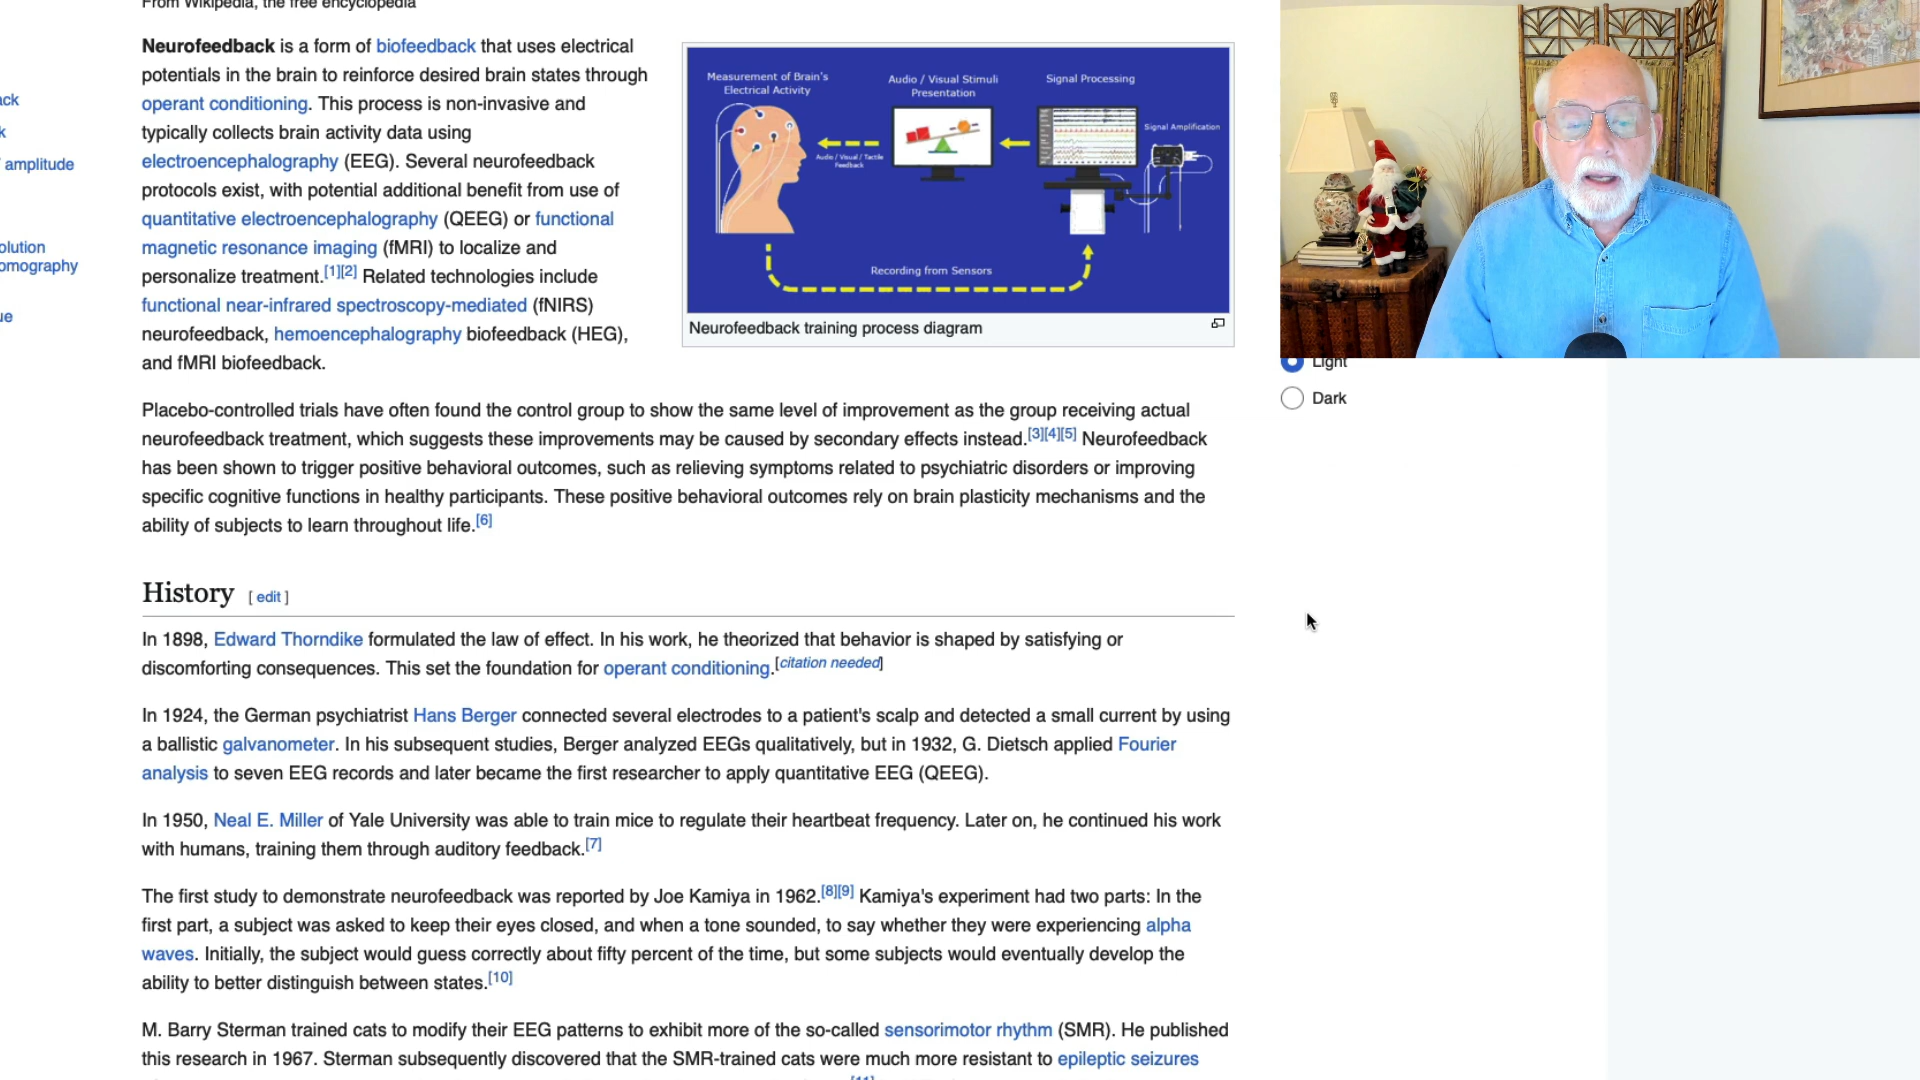 From Wikipedia, the free encyclopedia
ack
k
/ amplitude
olution
omography
ue
Neurofeedback is a form of biofeedback that uses electrical
potentials in the brain to reinforce desired brain states through
operant conditioning. This process is non-invasive and
typically collects brain activity data using
electroencephalography (EEG). Several neurofeedback
protocols exist, with potential additional benefit from use of
quantitative electroencephalography (QEEG) or functional
magnetic resonance imaging (fMRI) to localize and
personalize treatment.[1][2] Related technologies include
functional near-infrared spectroscopy-mediated (fNIRS)
neurofeedback, hemoencephalography biofeedback (HEG),
and fMRI biofeedback.
Measurement of Brain's
Electrical Activity
Audio / Visual Stimuli
Presentation
Signal Processing
Signal Amplification
Audio / Visual / Tactile
Feedback
Recording from Sensors
Neurofeedback training process diagram
Light
Dark
Placebo-controlled trials have often found the control group to show the same level of improvement as the group receiving actual
neurofeedback treatment, which suggests these improvements may be caused by secondary effects instead.[3][4][5] Neurofeedback
has been shown to trigger positive behavioral outcomes, such as relieving symptoms related to psychiatric disorders or improving
specific cognitive functions in healthy participants. These positive behavioral outcomes rely on brain plasticity mechanisms and the
ability of subjects to learn throughout life.[6]
History [ edit ]
In 1898, Edward Thorndike formulated the law of effect. In his work, he theorized that behavior is shaped by satisfying or
discomforting consequences. This set the foundation for operant conditioning.[citation needed]
In 1924, the German psychiatrist Hans Berger connected several electrodes to a patient's scalp and detected a small current by using
a ballistic galvanometer. In his subsequent studies, Berger analyzed EEGs qualitatively, but in 1932, G. Dietsch applied Fourier
analysis to seven EEG records and later became the first researcher to apply quantitative EEG (QEEG).
In 1950, Neal E. Miller of Yale University was able to train mice to regulate their heartbeat frequency. Later on, he continued his work
with humans, training them through auditory feedback.[7]
The first study to demonstrate neurofeedback was reported by Joe Kamiya in 1962.[8][9] Kamiya's experiment had two parts: In the
first part, a subject was asked to keep their eyes closed, and when a tone sounded, to say whether they were experiencing alpha
waves. Initially, the subject would guess correctly about fifty percent of the time, but some subjects would eventually develop the
ability to better distinguish between states.[10]
M. Barry Sterman trained cats to modify their EEG patterns to exhibit more of the so-called sensorimotor rhythm (SMR). He published
this research in 1967. Sterman subsequently discovered that the SMR-trained cats were much more resistant to epileptic seizures
[11]